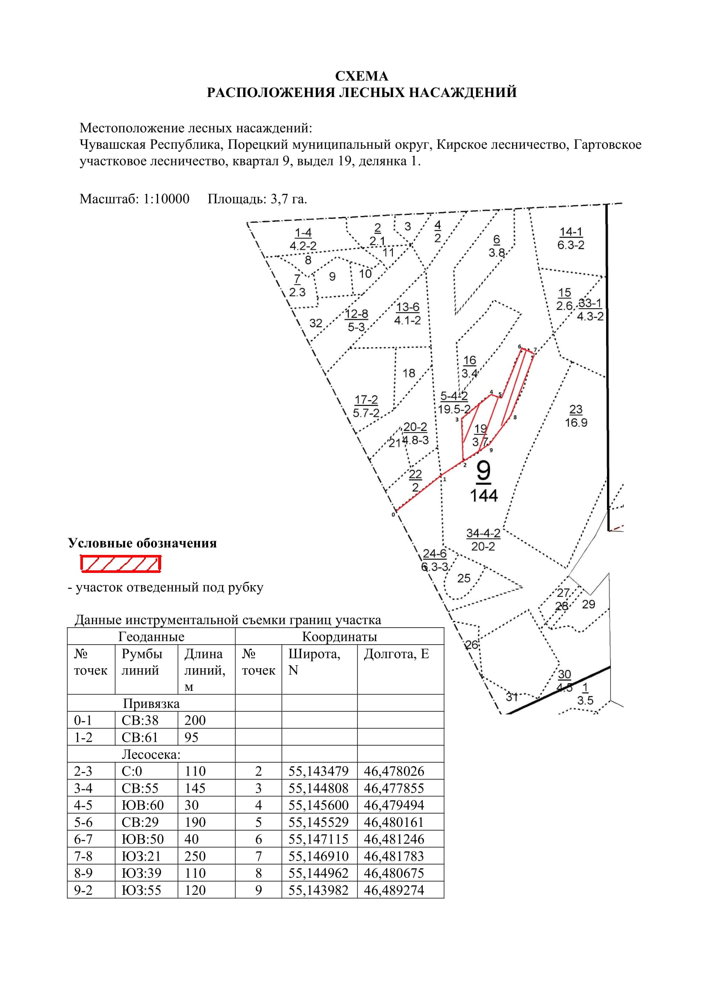 СХЕМА
РАСПОЛОЖЕНИЯ ЛЕСНЫХ НАСАЖДЕНИЙ
Местоположение лесных насаждений:
Чувашская Республика, Порецкий муниципальный округ, Кирское лесничество, Гартовское
участковое лесничество, квартал 9, выдел 19, делянка 1.
Масштаб: 1:10000 Площадь: 3,7 га.
1-4
4.2-2
2
2.1
3
4
2
6
3.8
14-1
6.3-2
11
8
7
2.3
9
10
15
2.6
33-1
4.3-2
32
12-8
5-3
13-6
4.1-2
6
7
16
3.4
18
17-2
5.7-2
5-4-2
19.5-2
4
5
3
8
23
16.9
20-2
4.8-3
21
19
3.7
9
2
22
2
1
0
9
144
34-4-2
20-2
24-6
6.3-3
25
27
28
29
26
30
4.5
31
1
3.5
Условные обозначения
- участок отведенный под рубку
Данные инструментальной съемки границ участка
Геоданные Координаты
№ точек Румбы линий Длина линий, м № точек Широта, N Долгота, E
Привязка
0-1 СВ:38 200
1-2 СВ:61 95
Лесосека:
2-3 С:0 110 2 55,143479 46,478026
3-4 СВ:55 145 3 55,144808 46,477855
4-5 ЮВ:60 30 4 55,145600 46,479494
5-6 СВ:29 190 5 55,145529 46,480161
6-7 ЮВ:50 40 6 55,147115 46,481246
7-8 ЮЗ:21 250 7 55,146910 46,481783
8-9 ЮЗ:39 110 8 55,144962 46,480675
9-2 ЮЗ:55 120 9 55,143982 46,489274